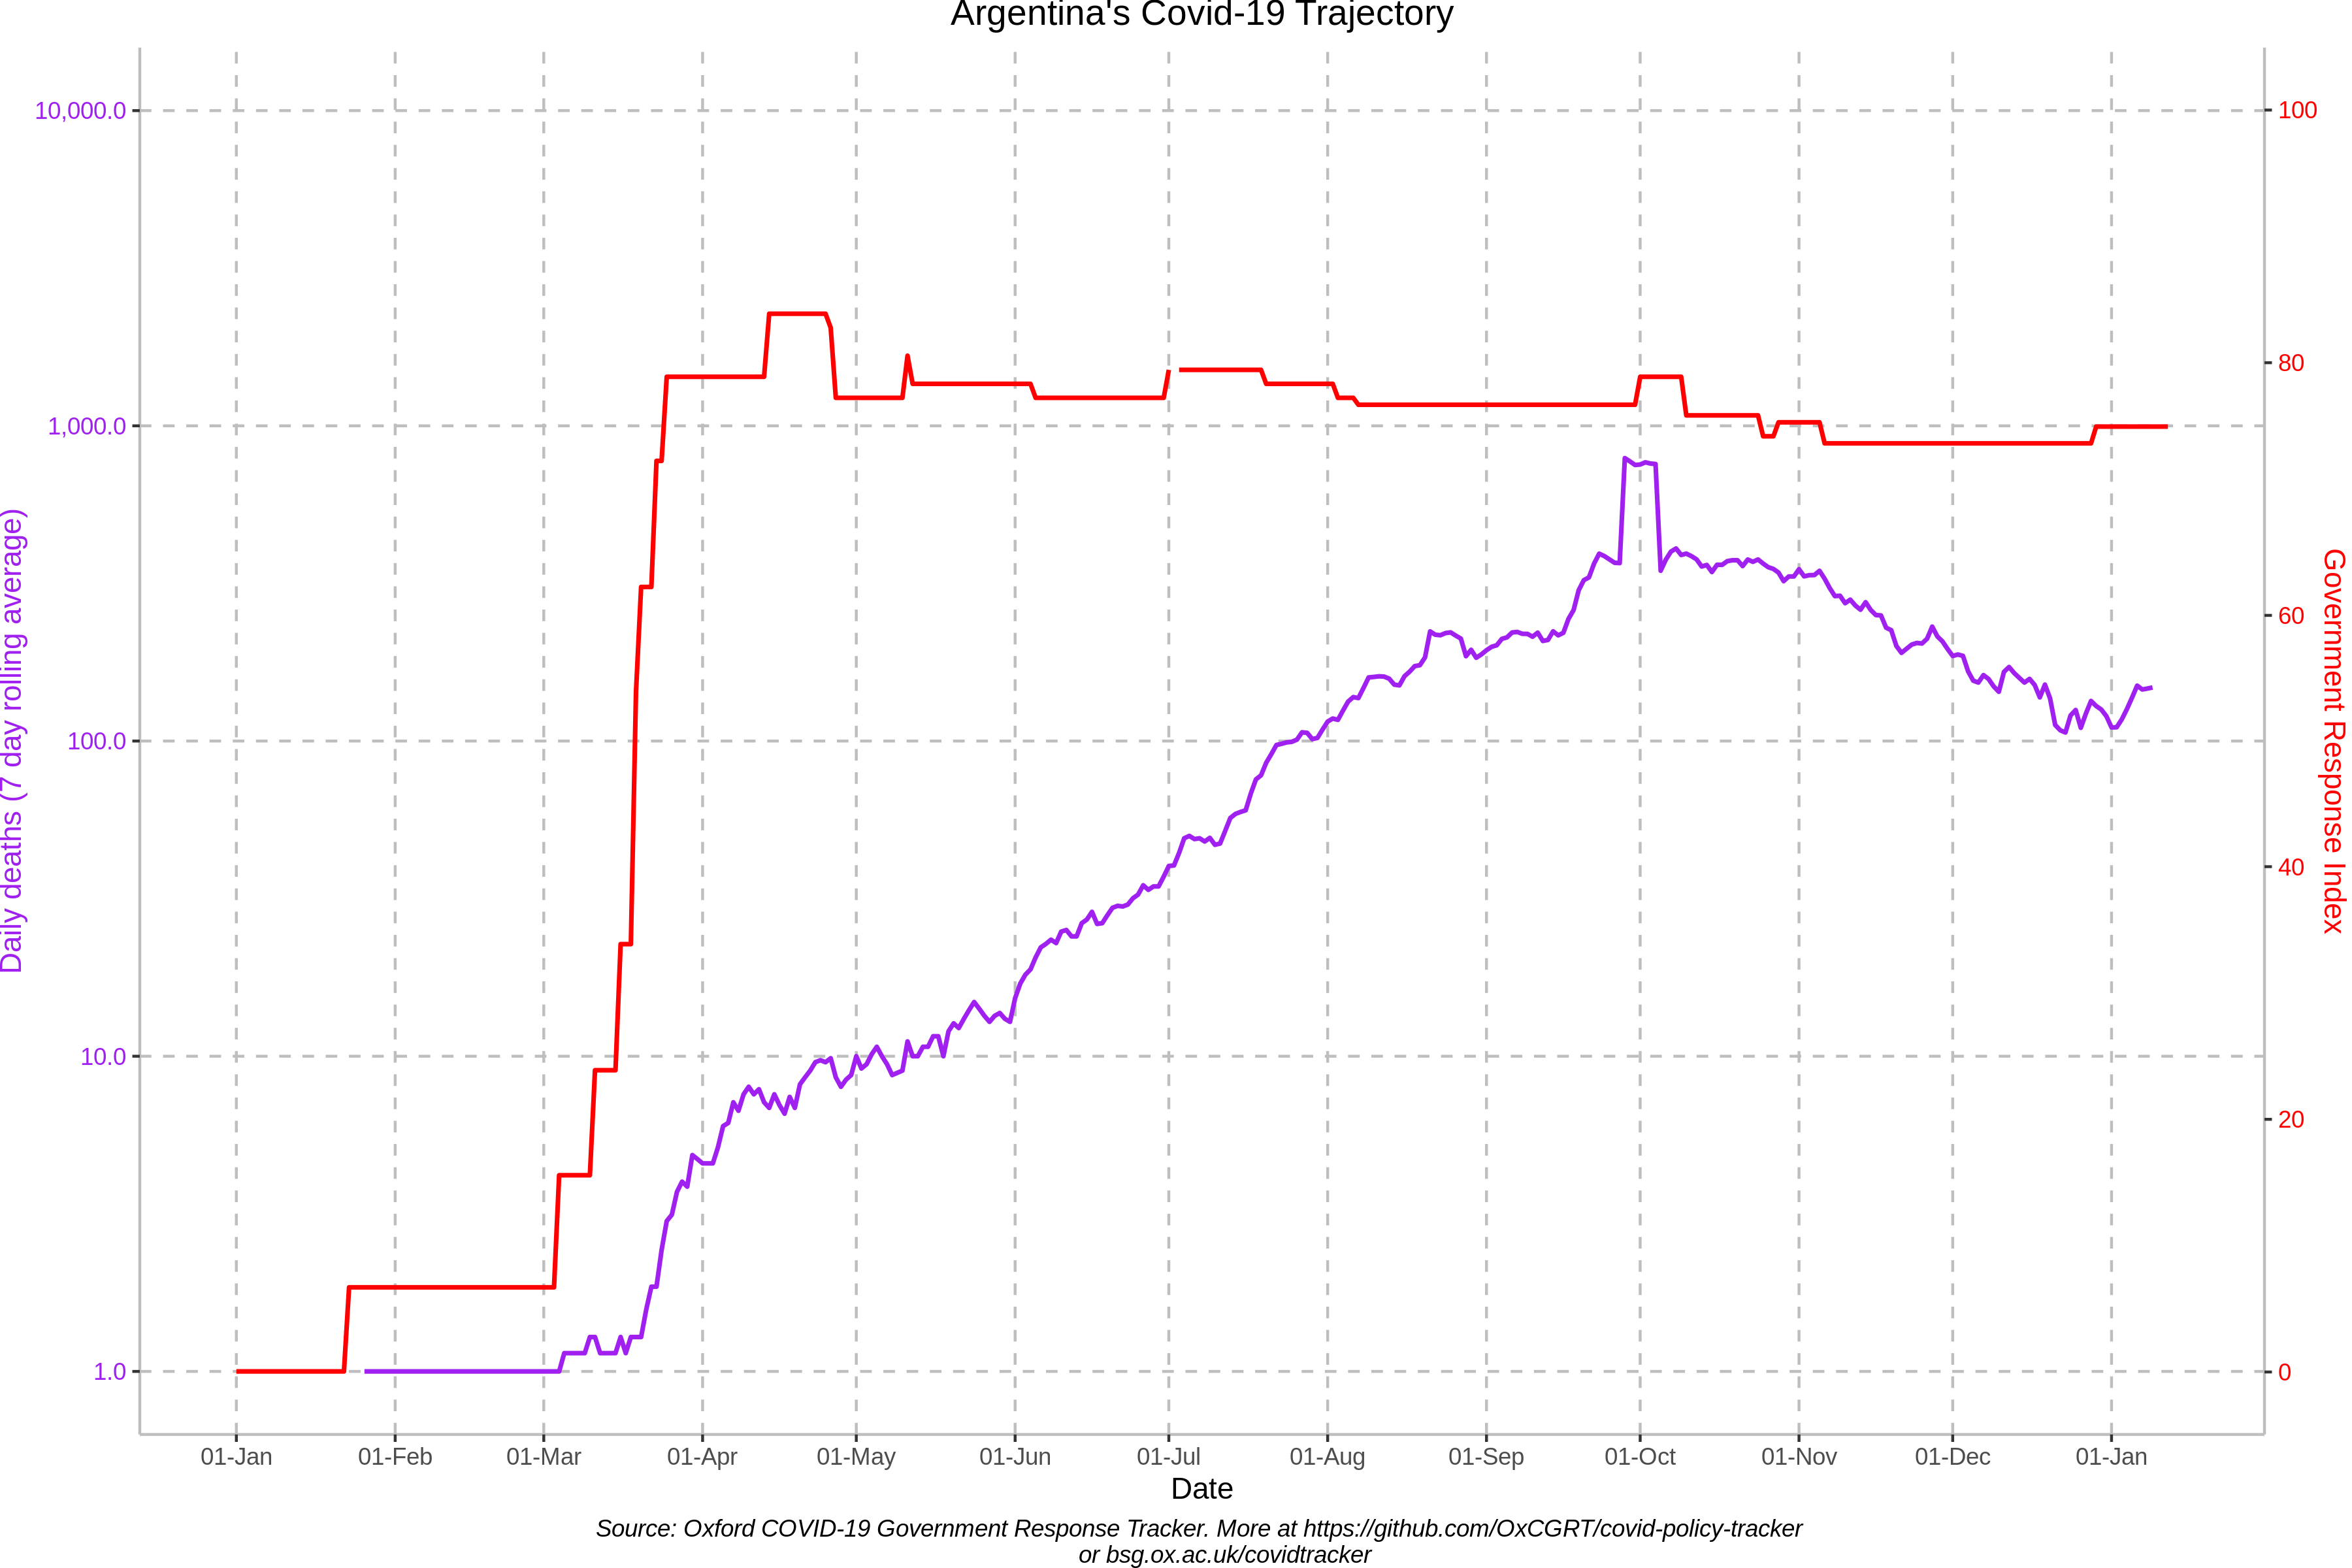 Argentina's Covid-19 Trajectory
10,000.0
1,000.0
100.0
10.0
1.0
Daily deaths (7 day rolling average)
100
80
60
40
20
0
Government Response Index
01-Jan 01-Feb 01-Mar 01-Apr 01-May 01-Jun 01-Jul 01-Aug 01-Sep 01-Oct 01-Nov 01-Dec 01-Jan
Date
Source: Oxford COVID-19 Government Response Tracker. More at https://github.com/OxCGRT/covid-policy-tracker
or bsg.ox.ac.uk/covidtracker